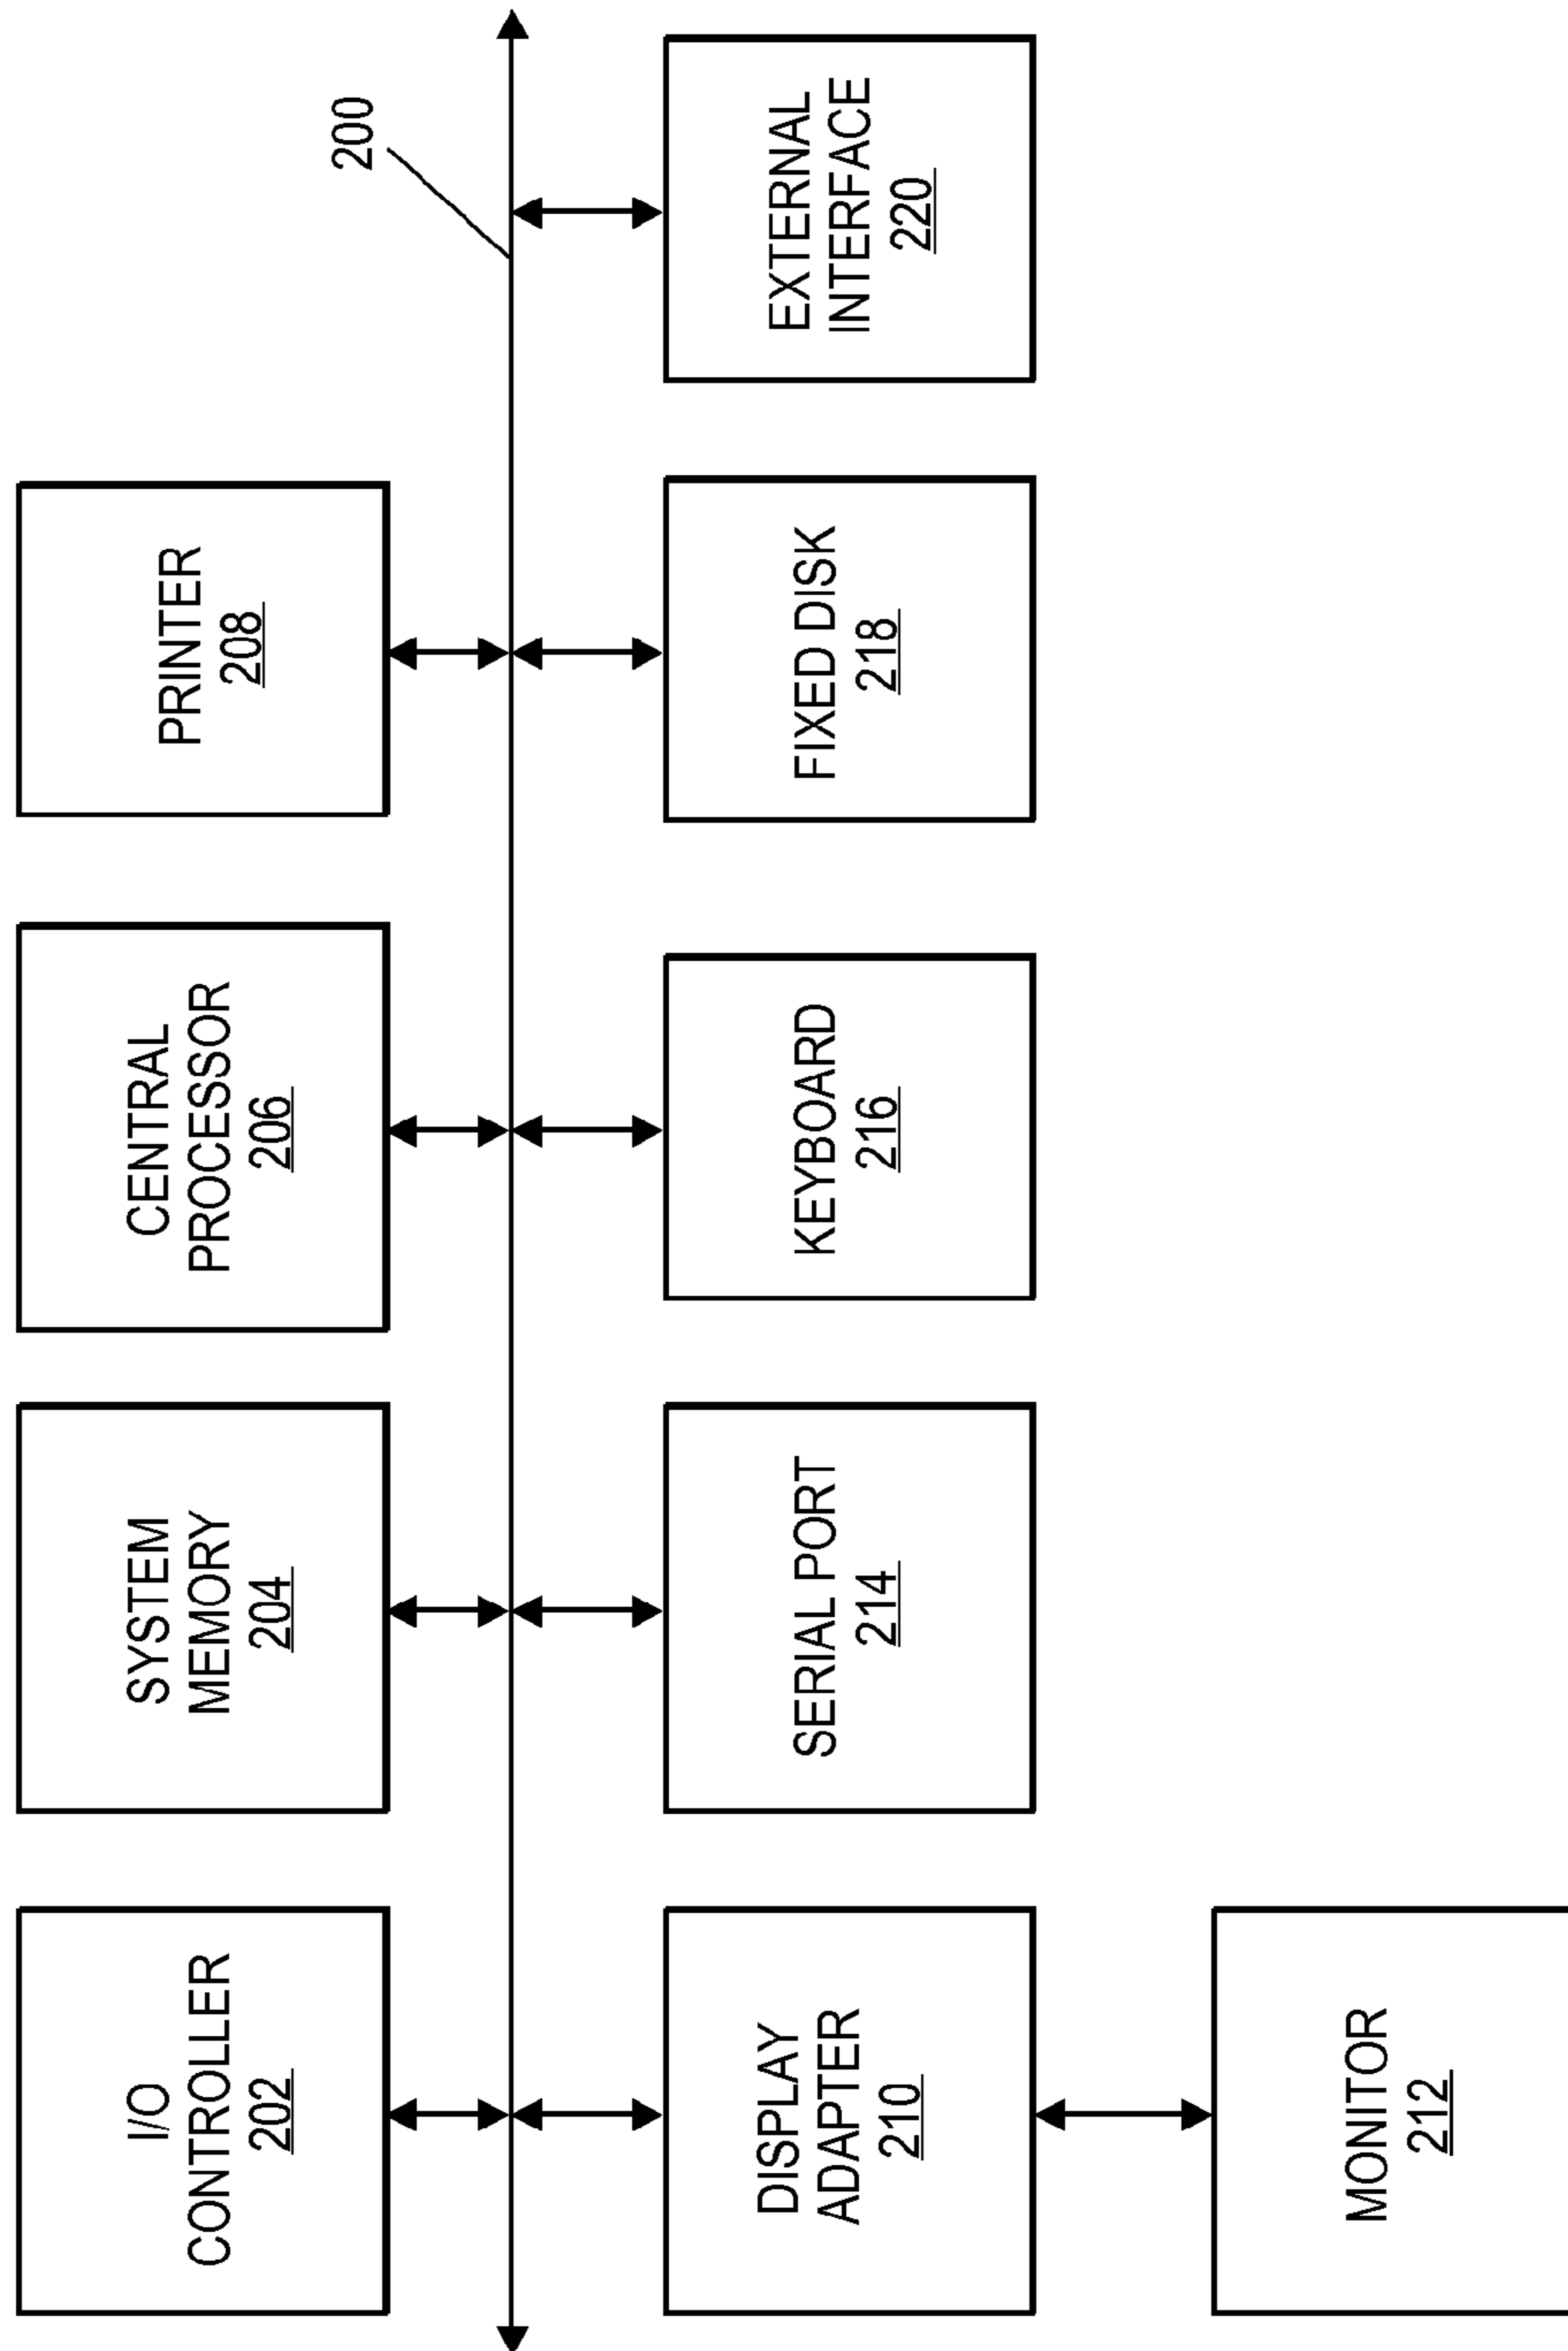 I/O
CONTROLLER
202
SYSTEM
MEMORY
204
CENTRAL
PROCESSOR
206
PRINTER
208
200
DISPLAY
ADAPTER
210
SERIAL PORT
214
KEYBOARD
216
FIXED DISK
218
EXTERNAL
INTERFACE
220
MONITOR
212